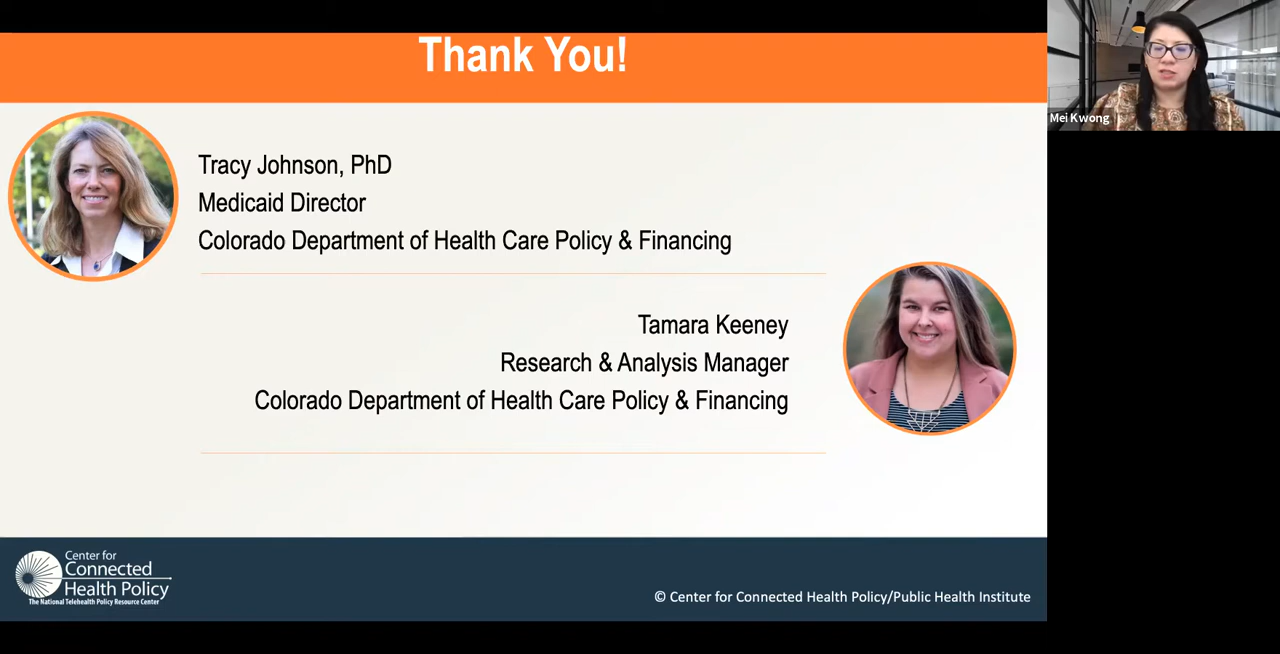 Thank You!
Mei Kwong
Tracy Johnson, PhD
Medicaid Director
Colorado Department of Health Care Policy & Financing
Tamara Keeney
Research & Analysis Manager
Colorado Department of Health Care Policy & Financing
Center for
Connected
Health Policy
The National Telehealth Policy Resource Center
© Center for Connected Health Policy/Public Health Institute